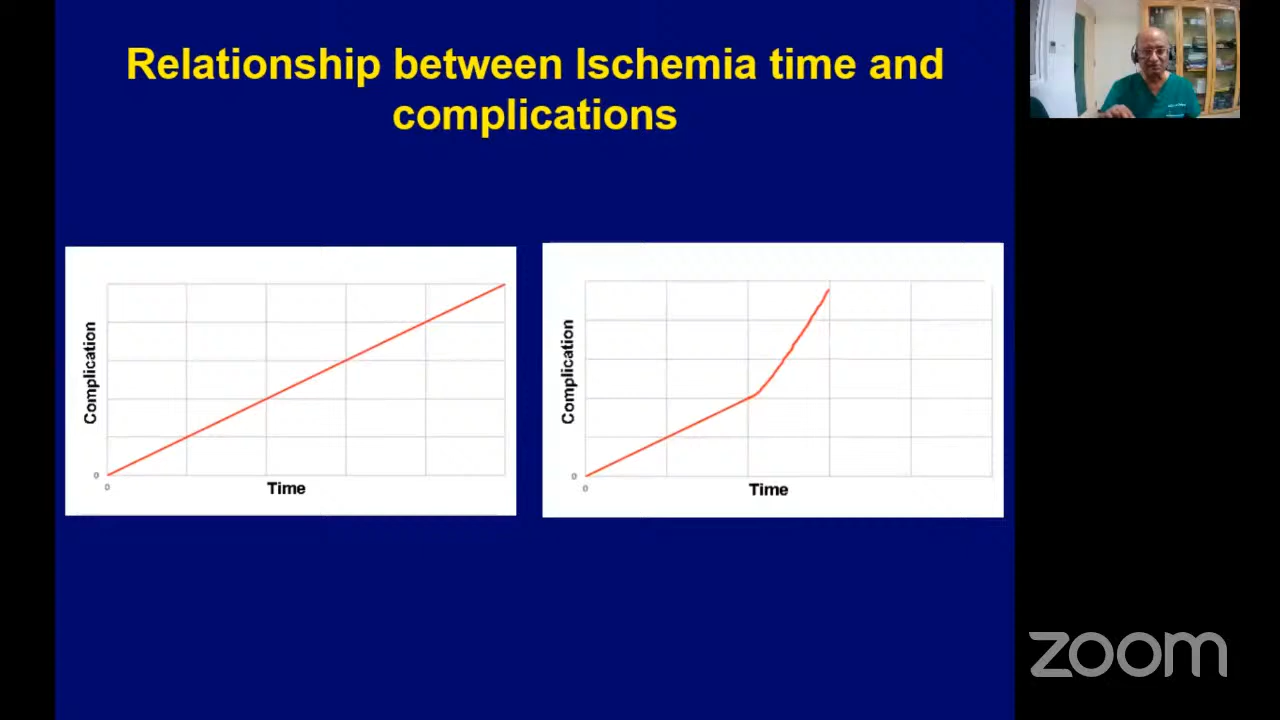 Relationship between Ischemia time and
complications
Complication
0
0
Time
Complication
0
0
Time
zoom